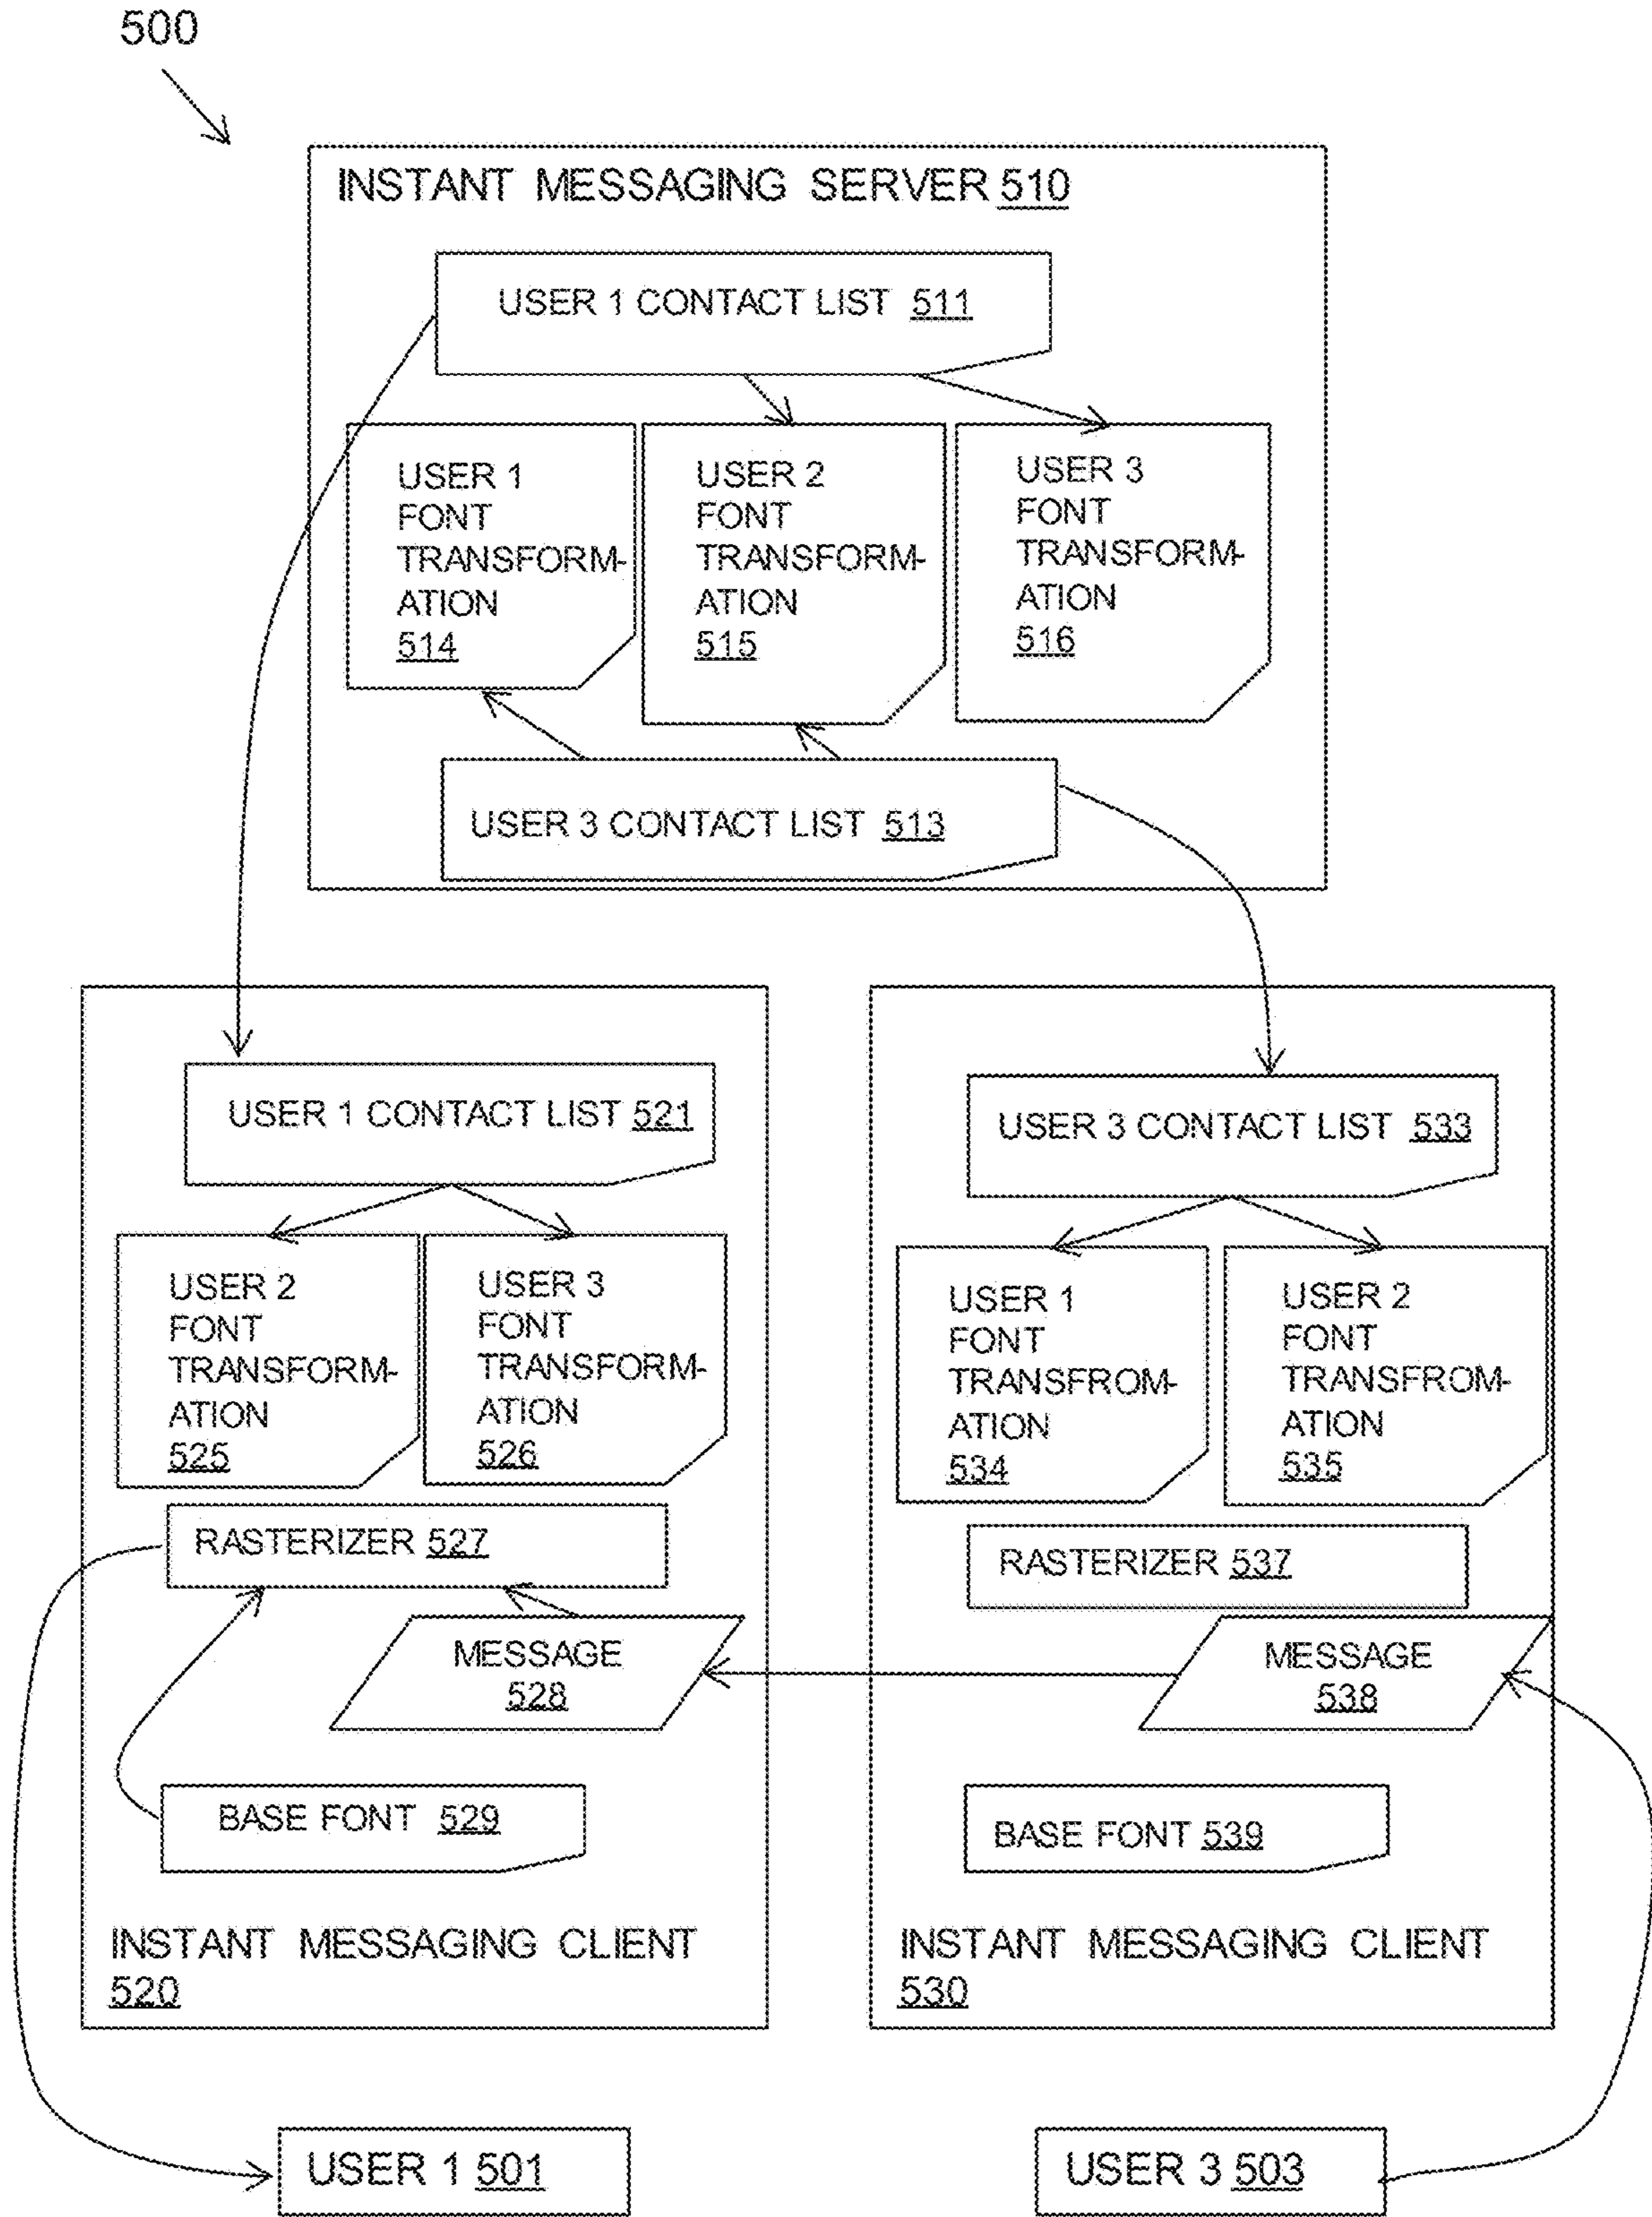 500
INSTANT MESSAGING SERVER 510
USER 1 CONTACT LIST 511
USER 1
FONT
TRANSFORM-
ATION
514
USER 2
FONT
TRANSFORM-
ATION
515
USER 3
FONT
TRANSFORM-
ATION
516
USER 3 CONTACT LIST 513
USER 1 CONTACT LIST 521
USER 2
FONT
TRANSFORM-
ATION
525
USER 3
FONT
TRANSFORM-
ATION
526
RASTERIZER 527
MESSAGE
528
BASE FONT 529
INSTANT MESSAGING CLIENT
520
USER 3 CONTACT LIST 533
USER 1
FONT
TRANSFROM-
ATION
534
USER 2
FONT
TRANSFROM-
ATION
535
RASTERIZER 537
MESSAGE
538
BASE FONT 539
INSTANT MESSAGING CLIENT
530
USER 1 501
USER 3 503